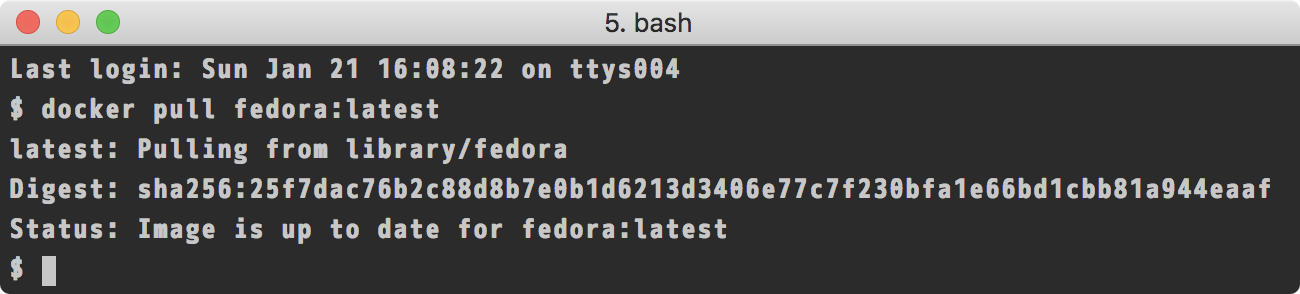 5. bash
Last login: Sun Jan 21 16:08:22 on ttys004
$ docker pull fedora:latest
latest: Pulling from library/fedora
Digest: sha256:25f7dac76b2c88d8b7e0b1d6213d3406e77c7f230bfa1e66bd1cbb81a944eaaf
Status: Image is up to date for fedora:latest
$